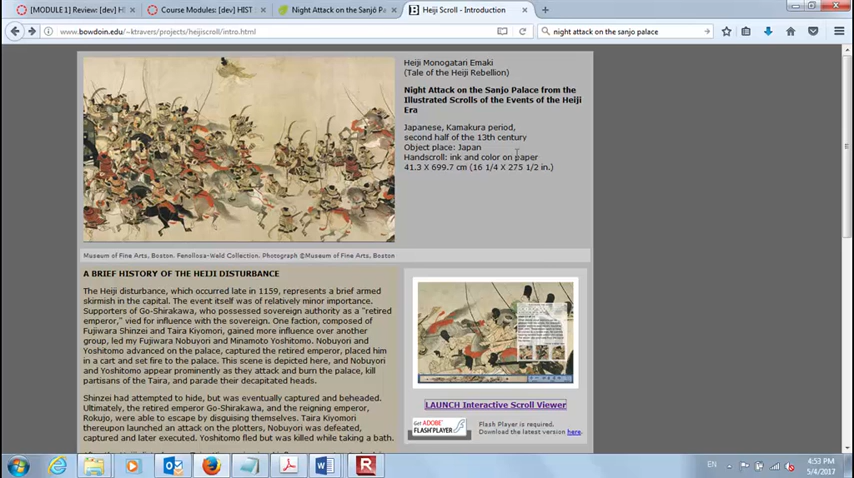 [MODULE 1] Review: [dev] HIST
Course Modules: [dev] HIST
Night Attack on the Sanjō Pa
Heiji Scroll - Introduction
www.bowdoin.edu/~ktravers/projects/heijiscroll/intro.html
night attack on the sanjo palace
Heiji Monogatari Emaki
(Tale of the Heiji Rebellion)
Night Attack on the Sanjo Palace from the
Illustrated Scrolls of the Events of the Heiji
Era
Japanese, Kamakura period,
second half of the 13th century
Object place: Japan
Handscroll: ink and color on paper
41.3 X 699.7 cm (16 1/4 X 275 1/2 in.)
Museum of Fine Arts, Boston. Fenollosa-Weld Collection. Photograph ©Museum of Fine Arts, Boston
A BRIEF HISTORY OF THE HEIJI DISTURBANCE
The Heiji disturbance, which occurred late in 1159, represents a brief armed
skirmish in the capital. The event itself was of relatively minor importance.
Supporters of Go-Shirakawa, who possessed sovereign authority as a "retired
emperor," vied for influence with the sovereign. One faction, composed of
Fujiwara Shinzei and Taira Kiyomori, gained more influence over another
group, led my Fujiwara Nobuyori and Minamoto Yoshitomo. Nobuyori and
Yoshitomo advanced on the palace, captured the retired emperor, placed him
in a cart and set fire to the palace. This scene is depicted here, and Nobuyori
and Yoshitomo appear prominently as they attack and burn the palace, kill
partisans of the Taira, and parade their decapitated heads.
Shinzei had attempted to hide, but was eventually captured and beheaded.
Ultimately, the retired emperor Go-Shirakawa, and the reigning emperor,
Rokujo, were able to escape by disguising themselves. Taira Kiyomori
thereupon launched an attack on the plotters, Nobuyori was defeated,
captured and later executed. Yoshitomo fled but was killed while taking a bath.
LAUNCH Interactive Scroll Viewer
Get ADOBE
FLASH PLAYER
Flash Player is required.
Download the latest version here.
EN
4:53 PM
5/4/2017